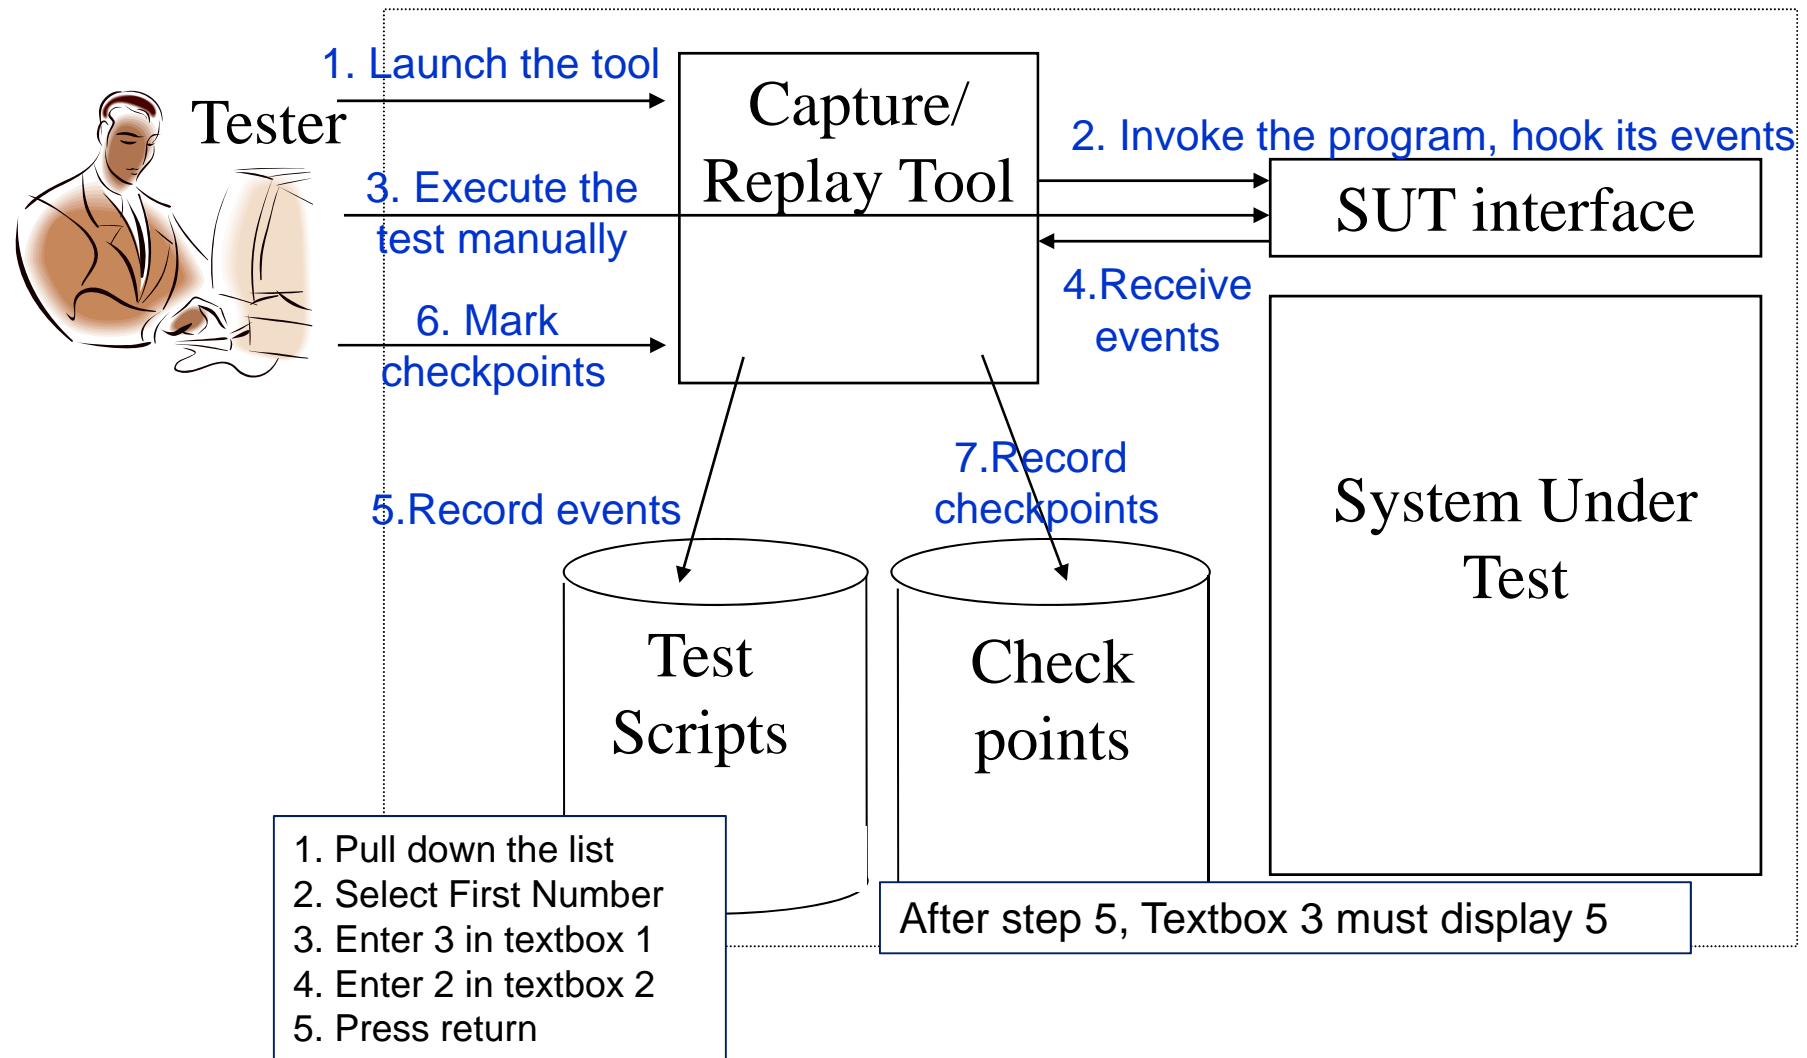 1. Launch the tool
Tester
Capture/
Replay Tool
2. Invoke the program, hook its events
3. Execute the
test manually
SUT interface
4.Receive
events
6. Mark
checkpoints
7.Record
checkpoints
5.Record events
System Under
Test
Test
Scripts
Check
points
1. Pull down the list
2. Select First Number
3. Enter 3 in textbox 1
4. Enter 2 in textbox 2
5. Press return
After step 5, Textbox 3 must display 5